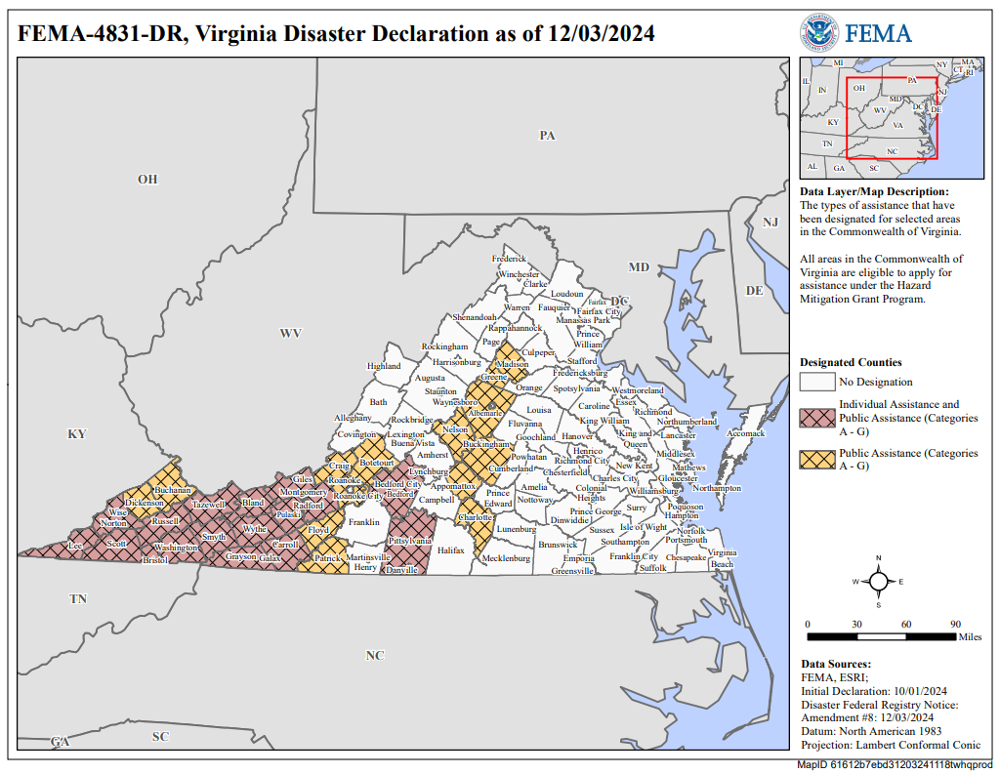 FEMA-4831-DR, Virginia Disaster Declaration as of 12/03/2024
FEMA
MI
NY
MA
CT
RI
IL
IN
OH
PA
NJ
MD
DC
DE
WV
KY
VA
TN
NC
AL
GA
SC
Data Layer/Map Description:
The types of assistance that have
been designated for selected areas
in the Commonwealth of Virginia.
All areas in the Commonwealth of
Virginia are eligible to apply for
assistance under the Hazard
Mitigation Grant Program.
Designated Counties
No Designation
Individual Assistance and
Public Assistance (Categories
A - G)
Public Assistance (Categories
A - G)
N
W
E
S
0 30 60 90
Miles
Data Sources:
FEMA, ESRI;
Initial Declaration: 10/01/2024
Disaster Federal Registry Notice:
Amendment #8: 12/03/2024
Datum: North American 1983
Projection: Lambert Conformal Conic
MapID 61612b7ebd31203241118twhqprod
PA
OH
NJ
MD
DE
DC
WV
KY
TN
NC
SC
GA
Frederick
Winchester
Clarke
Loudoun
Warren
Fauquier
Fairfax
Fairfax City
Manassas Park
Shenandoah
Rappahannock
Prince
William
Page
Rockingham
Culpeper
Harrisonburg
Madison
Stafford
Highland
Greene
Fredericksburg
Augusta
Staunton
Orange
Spotsylvania
Westmoreland
Bath
Waynesboro
Albemarle
Louisa
Caroline
Essex
Richmond
Alleghany
Rockbridge
Nelson
Fluvanna
King William
Northumberland
Covington
Lexington
Goochland
Hanover
King and
Queen
Lancaster
Accomack
Buena Vista
Buckingham
Amherst
Powhatan
Henrico
Richmond City
Middlesex
Craig
Botetourt
Cumberland
Chesterfield
New Kent
Mathews
Lynchburg
Roanoke
Bedford City
Appomattox
Amelia
Charles City
Gloucester
Northampton
Giles
Buchanan
Montgomery
Roanoke City
Bedford
Campbell
Prince
Edward
Nottoway
Colonial
Heights
Williamsburg
Dickenson
Tazewell
Bland
Radford
Pulaski
Charlotte
Prince George
Surry
Poquoson
Hampton
Wise
Norton
Russell
Dinwiddie
Franklin
Lunenburg
Sussex
Isle of Wight
Norfolk
Portsmouth
Wythe
Floyd
Smyth
Pittsylvania
Lee
Scott
Washington
Carroll
Halifax
Brunswick
Southampton
Virginia
Beach
Bristol
Grayson
Galax
Patrick
Martinsville
Henry
Danville
Mecklenburg
Emporia
Greensville
Franklin City
Suffolk
Chesapeake